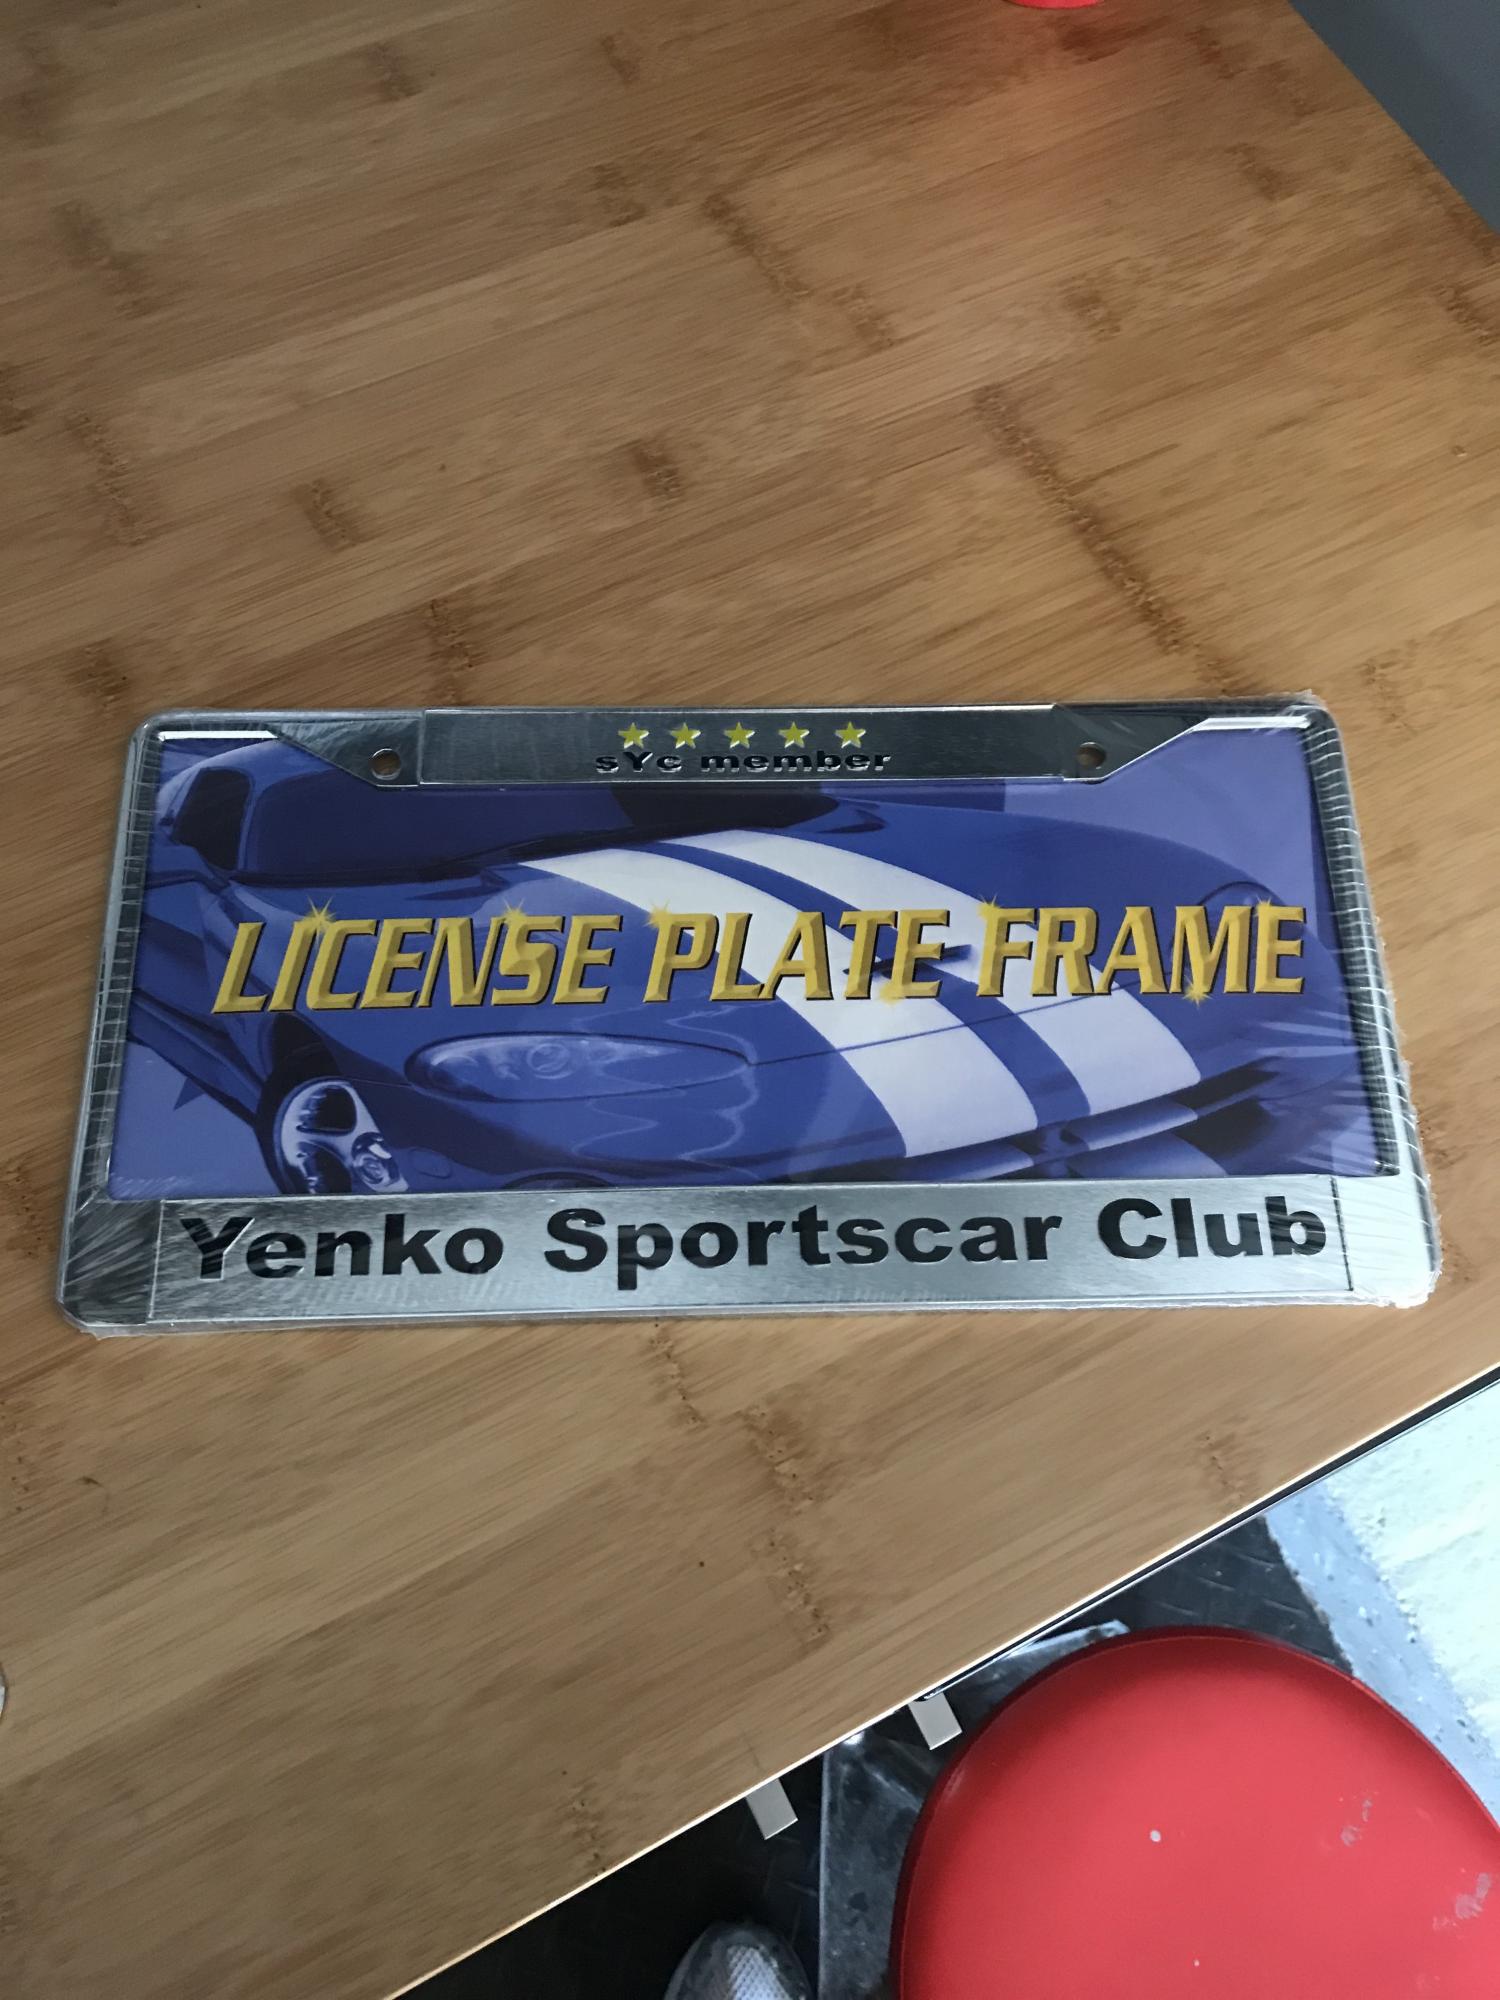 sYc member
LICENSE PLATE FRAME
Yenko Sportscar Club